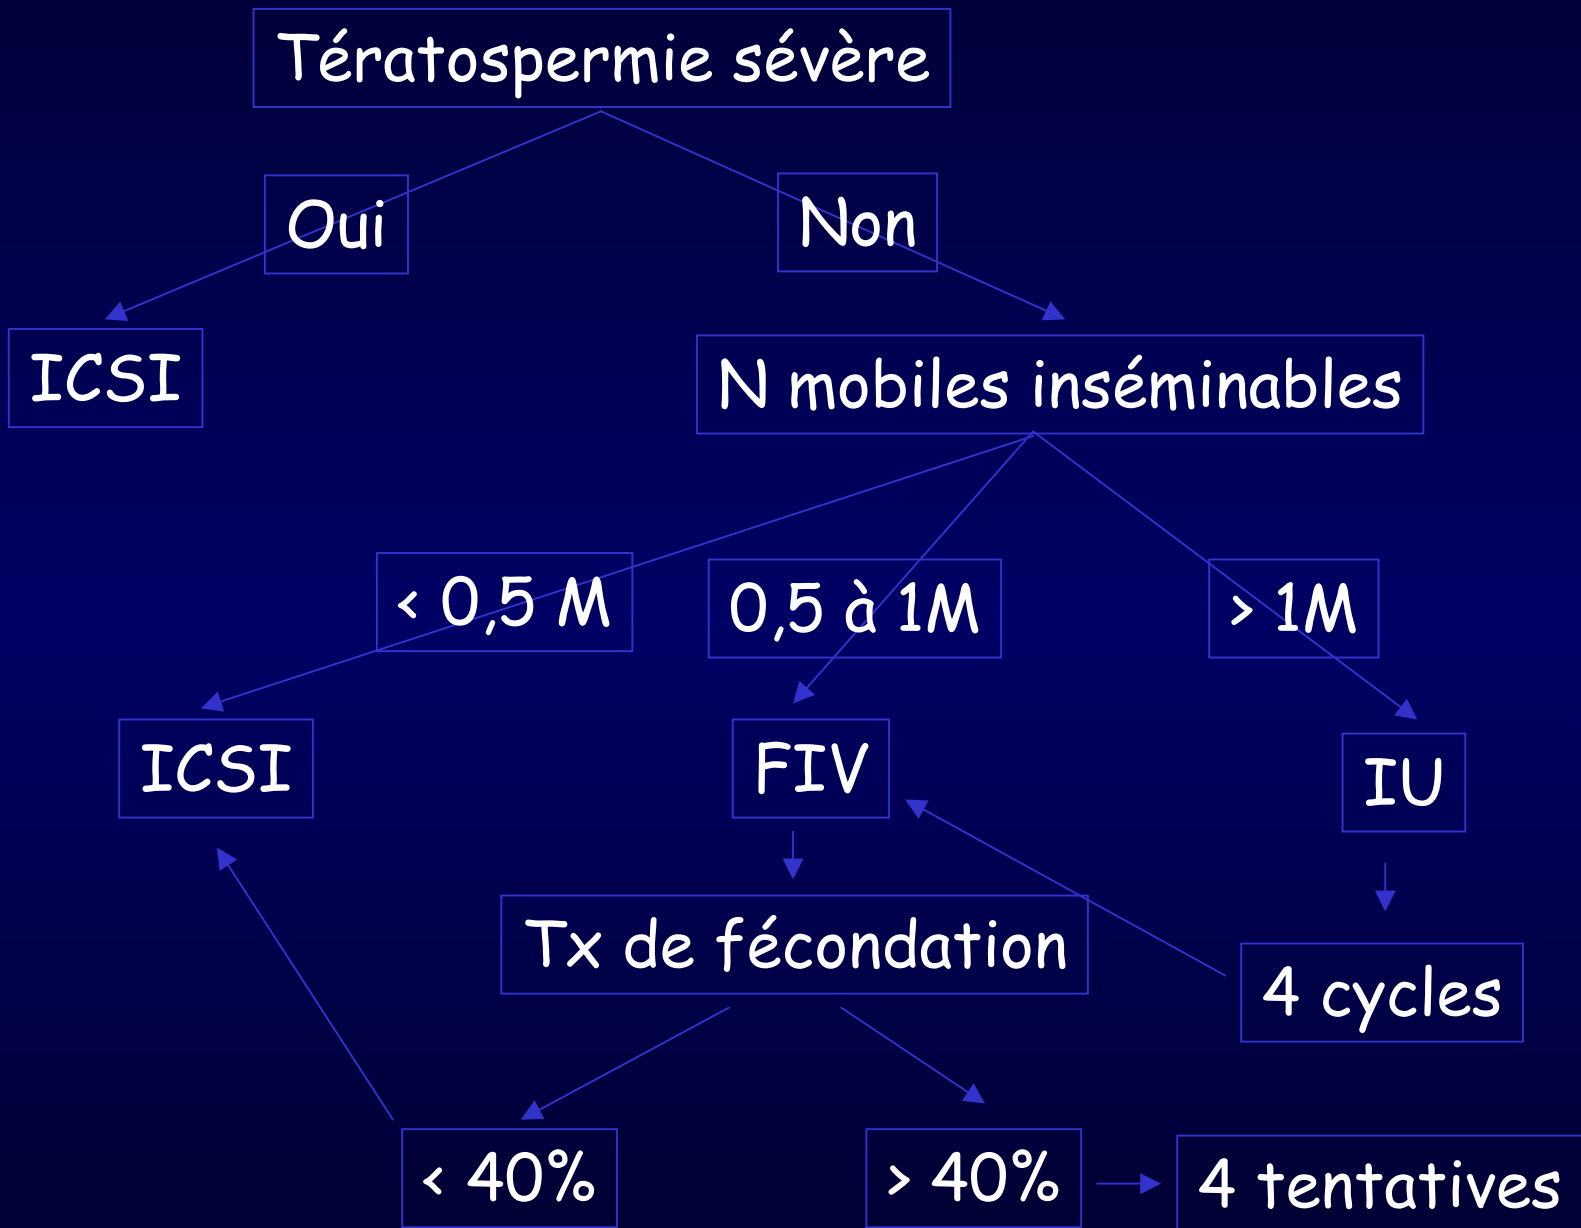 Tératospermie sévère
Oui
Non
ICSI
N mobiles inséminables
< 0,5 M
0,5 à 1M
> 1M
ICSI
FIV
IU
Tx de fécondation
4 cycles
< 40%
> 40%
4 tentatives